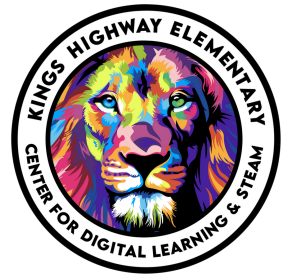 KINGS HIGHWAY ELEMENTARY
CENTER FOR DIGITAL LEARNING & STEAM